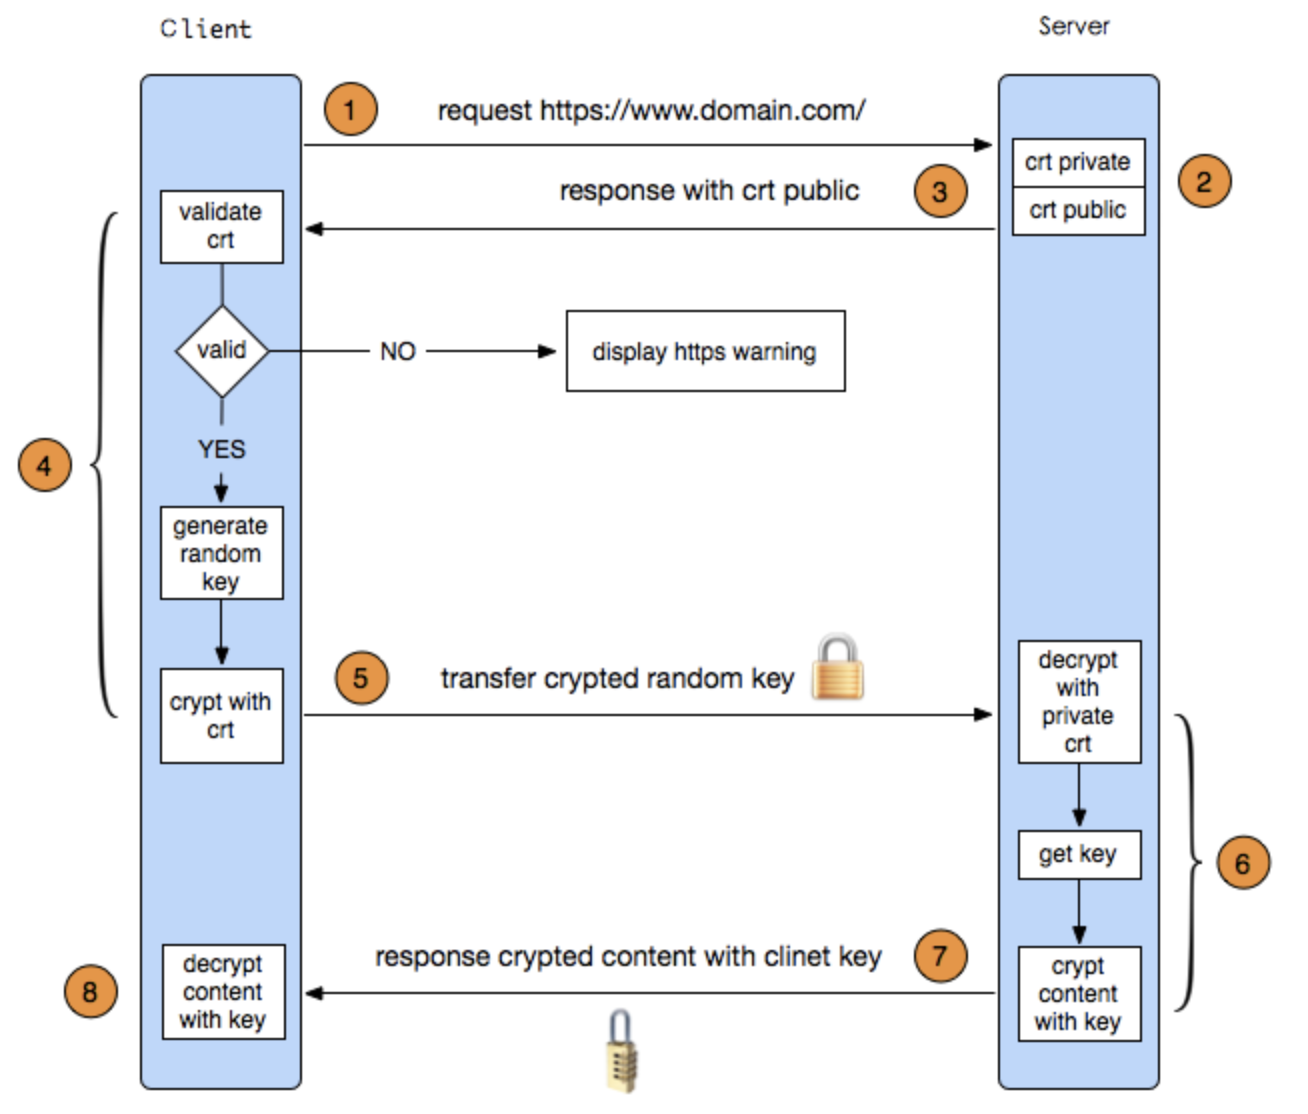 Client
Server
1
request https://www.domain.com/
crt private
2
response with crt public
3
crt public
validate
crt
valid
NO
display https warning
4
YES
generate
random
key
5
transfer crypted random key
crypt with
crt
decrypt
with
private
crt
get key
6
response crypted content with clinet key
7
crypt
content
with key
8
decrypt
content
with key